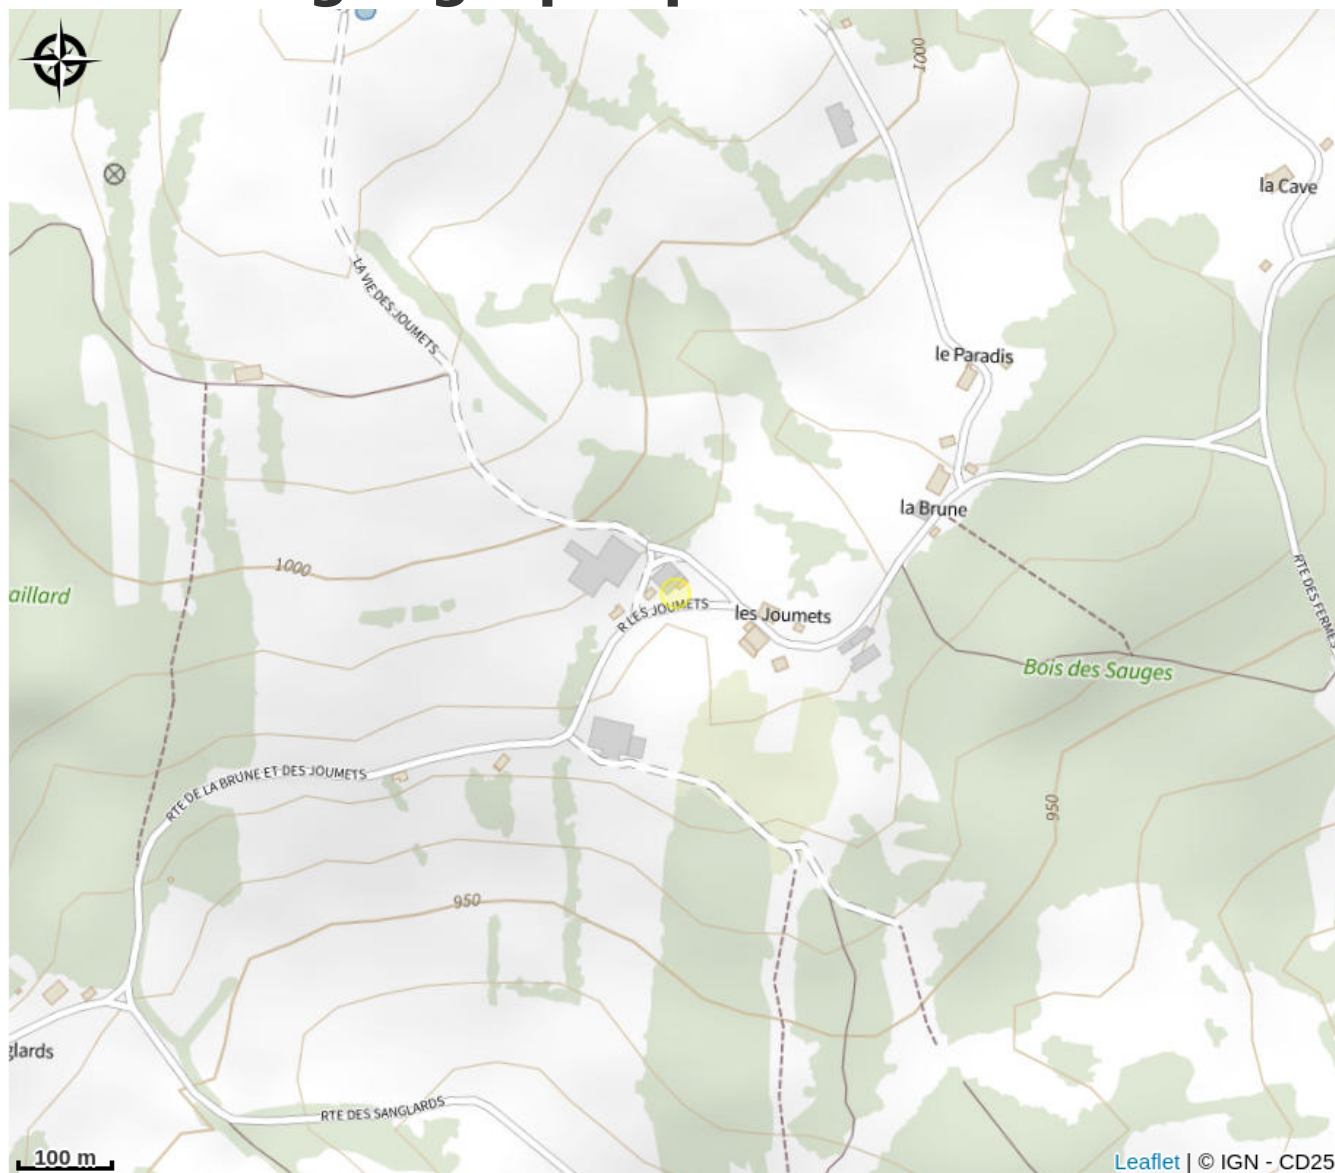 1000
la Cave
LA VIE DES JOUMETS
le Paradis
la Brune
1000
aillard
RTE DES FERMES
R LES JOUMETS
les Joumets
Bois des Sauges
RTE DE LA BRUNE ET DES JOUMETS
950
950
glards
RTE DES SANGLARDS
100 m
Leaflet | © IGN - CD25